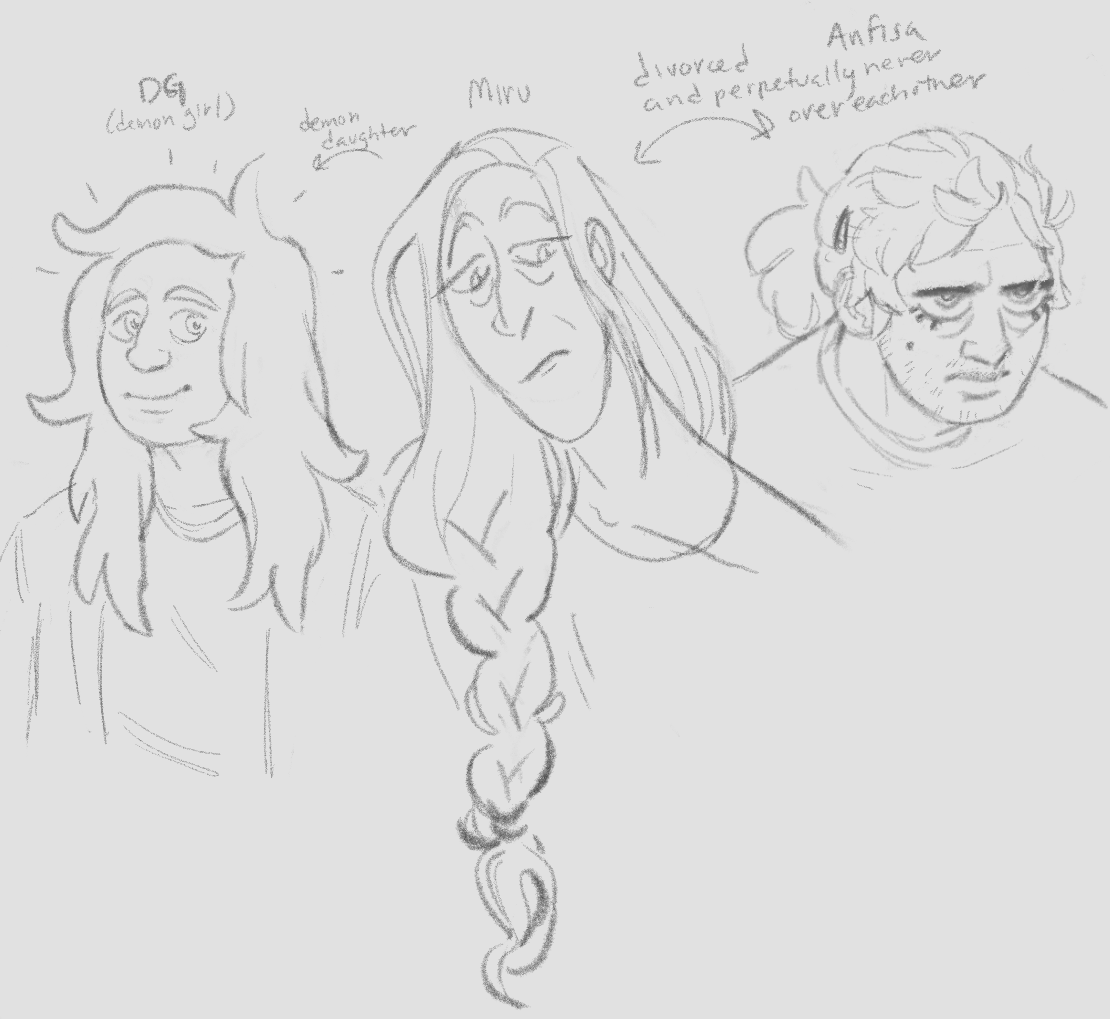 DG
(demon girl)
demon
daughter
Miru
divorced
and perpetually never
over eachother
Anfisa